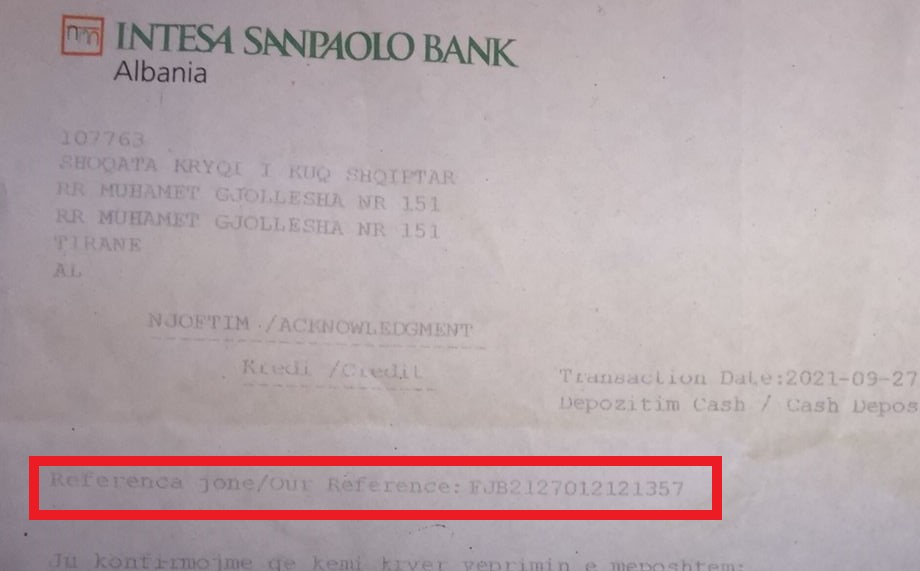 INTESA SANPAOLO BANK
Albania
107763
SHOQATA KRYQI I KUQ SHQIPTAR
RR MUHAMET GJOLLESHA NR 151
RR MUHAMET GJOLLESHA NR 151
TIRANE
AL
NJOFTIM /ACKNOWLEDGMENT
Kredi /Credit
Transaction Date:2021-09-27
Depozitim Cash / Cash Depos
Referenca jone/Our Reference: FJB2127012121357
Ju konfirmojme qe kemi kryer veprimin e meposhtem: